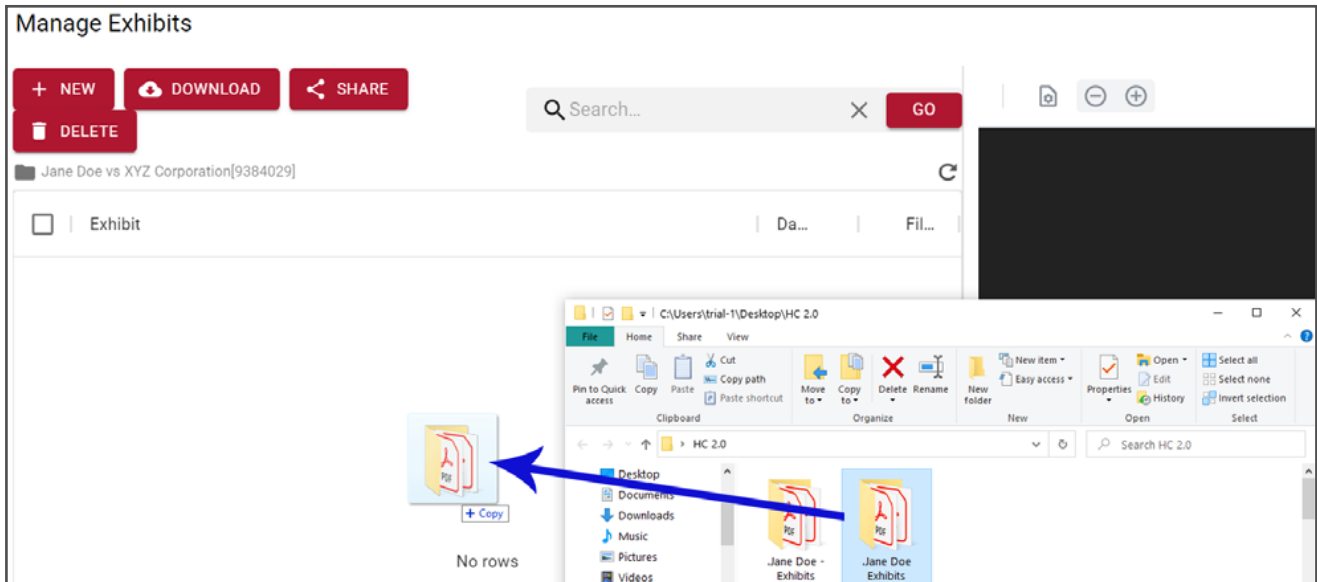 Manage Exhibits
+ NEW DOWNLOAD SHARE
DELETE
Search... GO
Jane Doe vs XYZ Corporation[9384029]
Exhibit Da... Fil...
C:\Users\trial-1\Desktop\HC 2.0
File Home Share View
Pin to Quick access
Copy
Paste
Cut
Copy path
Paste shortcut
Clipboard
Move to
Copy to
Delete
Rename
Organize
New folder
New item
Easy access
New
Properties
Open
Edit
History
Open
Select all
Select none
Invert selection
Select
HC 2.0
Search HC 2.0
Desktop
Documents
Downloads
Music
Pictures
Videos
PDF
+ Copy
No rows
PDF
.Jane Doe -
Exhibits
PDF
.Jane Doe
Exhibits